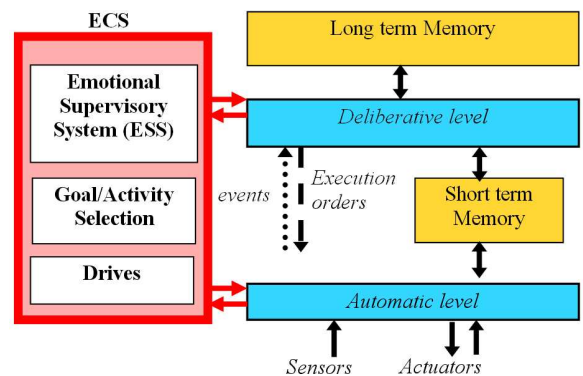 ECS
Emotional
Supervisory
System (ESS)
Goal/Activity
Selection
Drives
Long term Memory
Deliberative level
events
Execution
orders
Short term
Memory
Automatic level
Sensors
Actuators